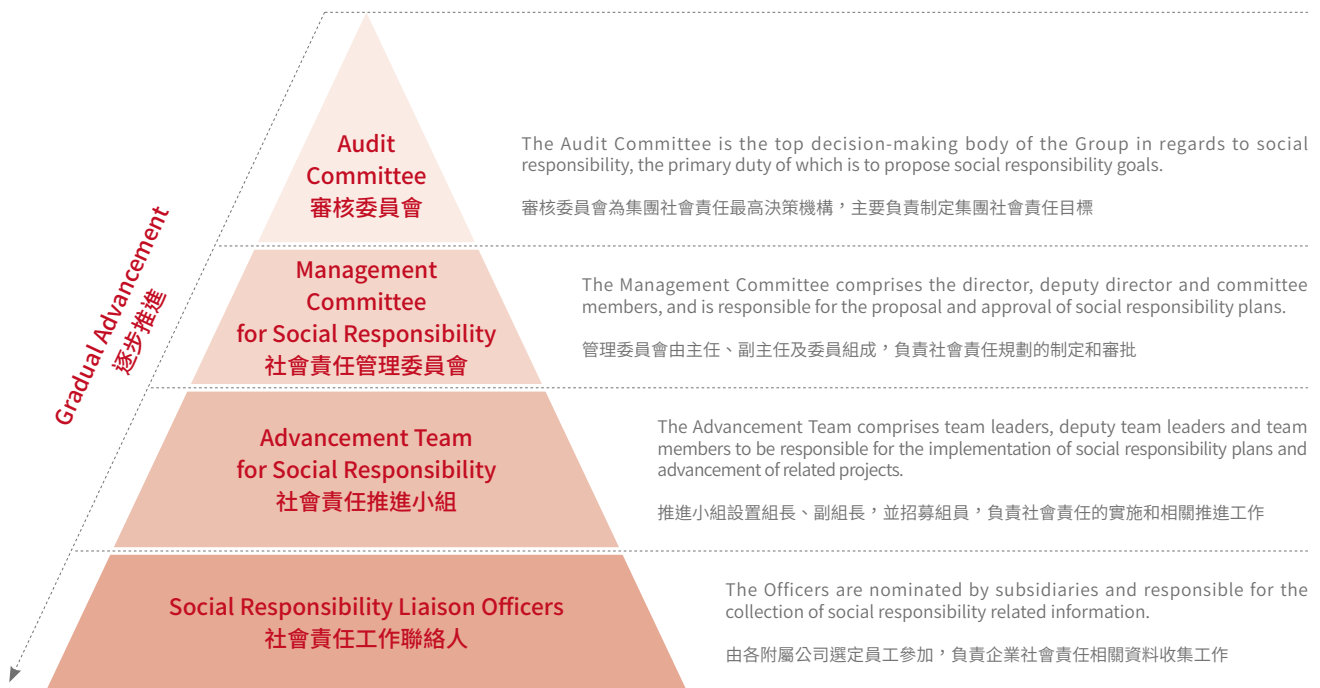 Gradual Advancement
逐步推進
Audit
Committee
審核委員會
The Audit Committee is the top decision-making body of the Group in regards to social
responsibility, the primary duty of which is to propose social responsibility goals.
審核委員會為集團社會責任最高決策機構，主要負責制定集團社會責任目標
Management
Committee
for Social Responsibility
社會責任管理委員會
The Management Committee comprises the director, deputy director and committee
members, and is responsible for the proposal and approval of social responsibility plans.
管理委員會由主任、副主任及委員組成，負責社會責任規劃的制定和審批
Advancement Team
for Social Responsibility
社會責任推進小組
The Advancement Team comprises team leaders, deputy team leaders and team
members to be responsible for the implementation of social responsibility plans and
advancement of related projects.
推進小組設置組長、副組長，並招募組員，負責社會責任的實施和相關推進工作
Social Responsibility Liaison Officers
社會責任工作聯絡人
The Officers are nominated by subsidiaries and responsible for the
collection of social responsibility related information.
由各附屬公司選定員工參加，負責企業社會責任相關資料收集工作